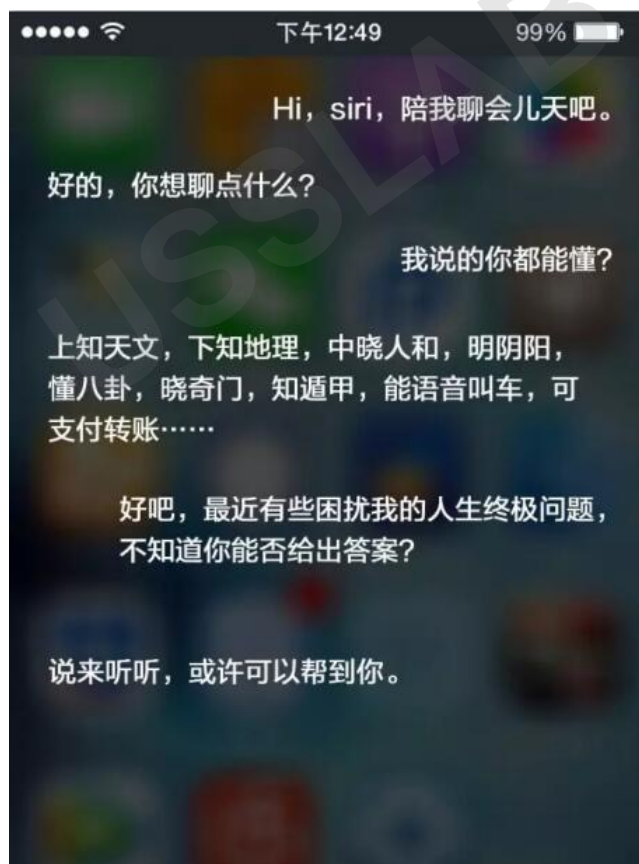 下午12:49
99%
Hi，siri，陪我聊会儿天吧。
好的，你想聊点什么？
我说的你都能懂？
上知天文，下知地理，中晓人和，明阴阳，
懂八卦，晓奇门，知遁甲，能语音叫车，可
支付转账……
好吧，最近有些困扰我的人生终极问题，
不知道你能否给出答案？
说来听听，或许可以帮到你。
USSLAB